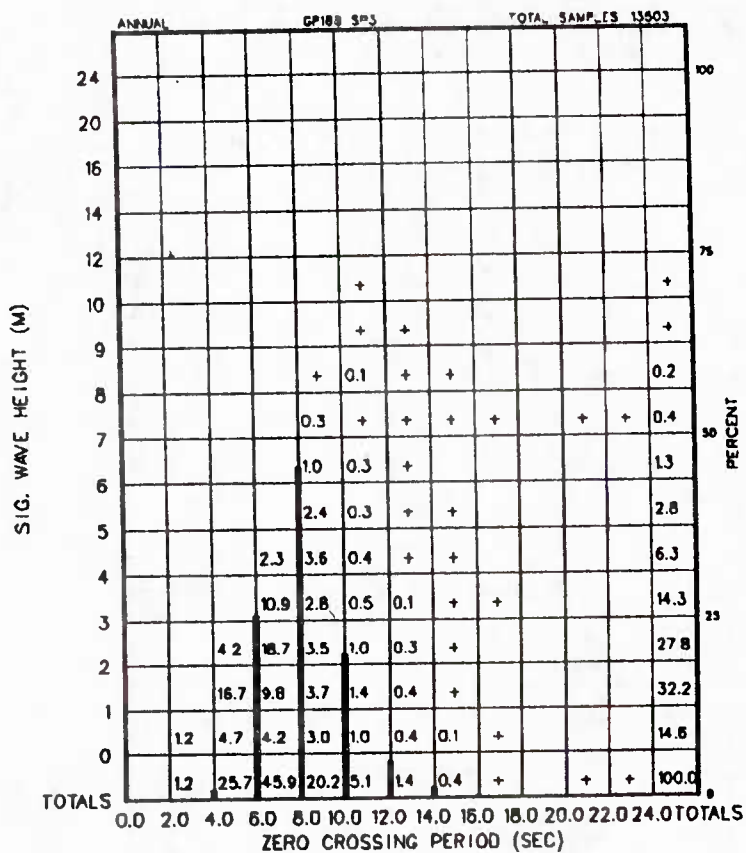 ANNUAL GP188 SP3 TOTAL SAMPLES 13503
24 100
20
16
14
12 75
+ +
10
+ + +
9
+ 0.1 + + 0.2
8
0.3 + + + + + + 0.4
7 50
1.0 0.3 + 1.3
6
2.4 0.3 + + 2.8
5
2.3 3.6 0.4 + + 6.3
4
10.9 2.8 0.5 0.1 + + 14.3
3 25
4.2 18.7 3.5 1.0 0.3 + 27.8
2
16.7 9.8 3.7 1.4 0.4 + 32.2
1
1.2 4.7 4.2 3.0 1.0 0.4 0.1 + 14.6
0
1.2 25.7 45.9 20.2 5.1 1.4 0.4 + + + 100.0
TOTALS 0
0.0 2.0 4.0 6.0 8.0 10.0 12.0 14.0 16.0 18.0 20.0 22.0 24.0 TOTALS
ZERO CROSSING PERIOD (SEC)
SIG. WAVE HEIGHT (M)
PERCENT